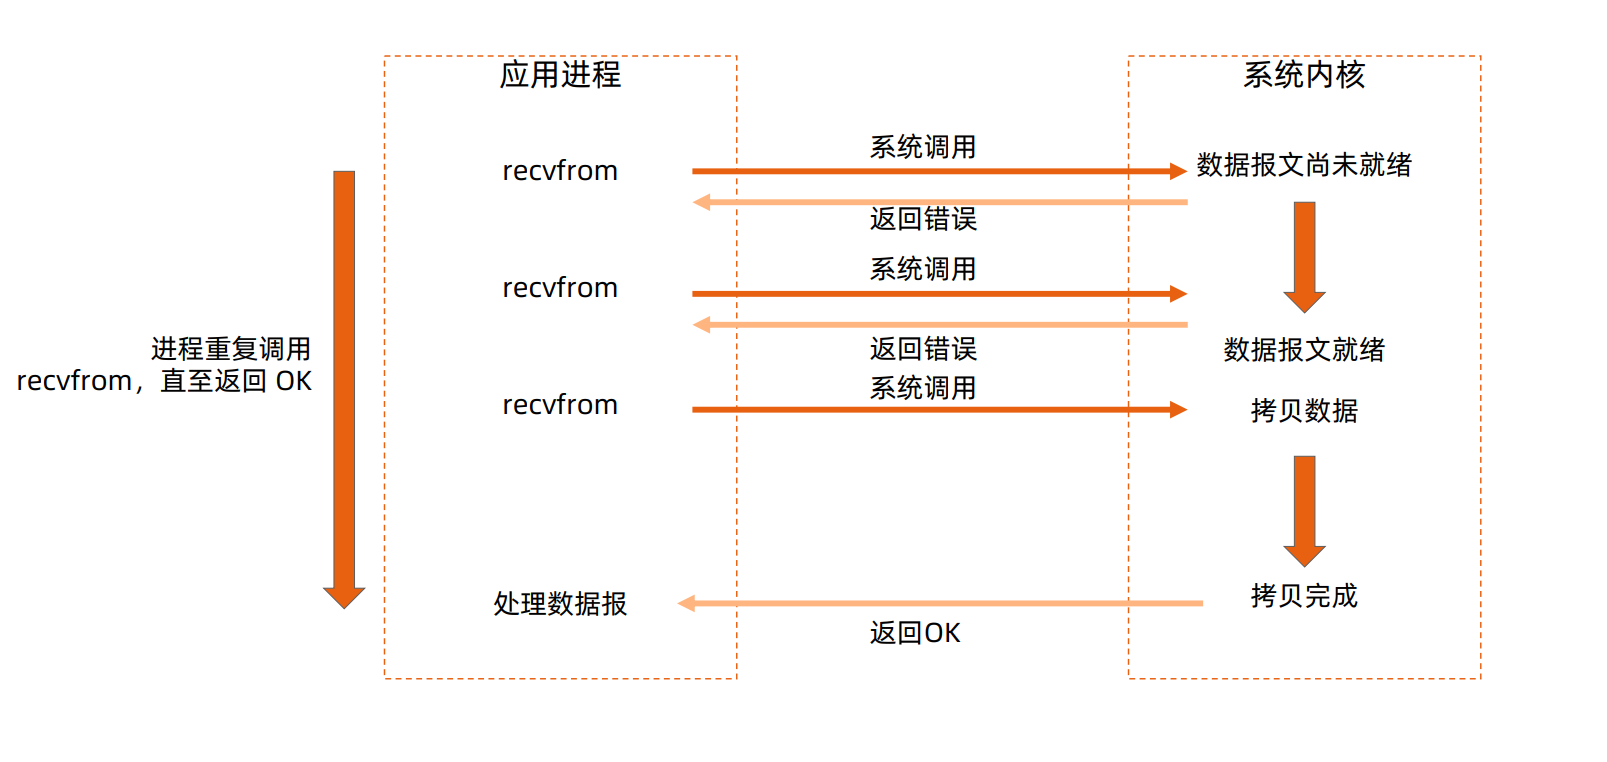 应用进程
系统内核
系统调用
recvfrom
数据报文尚未就绪
返回错误
系统调用
recvfrom
进程重复调用
recvfrom，直至返回 OK
返回错误
数据报文就绪
系统调用
recvfrom
拷贝数据
处理数据报
拷贝完成
返回OK